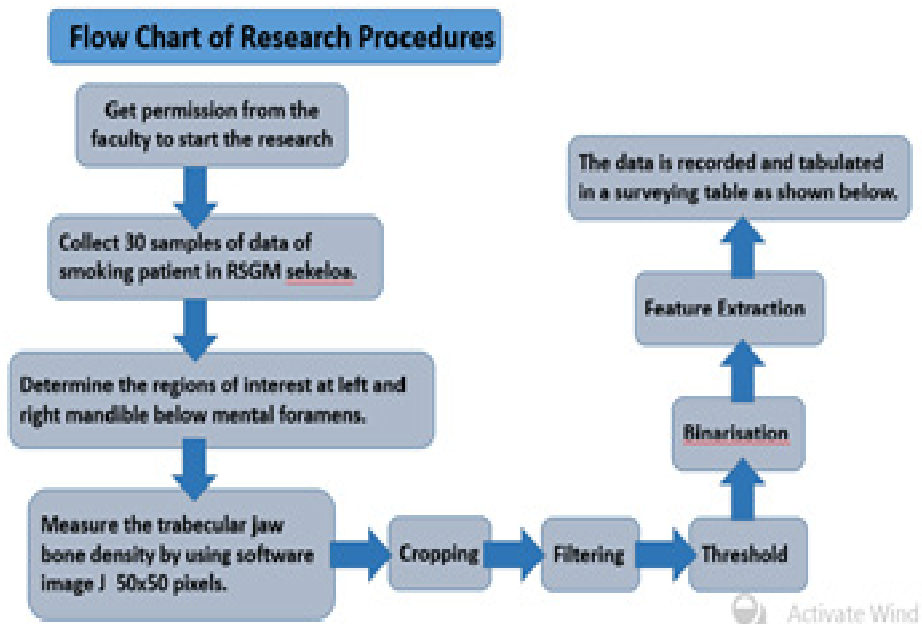 Flow Chart of Research Procedures
Get permission from the
faculty to start the research
Collect 30 samples of data of
smoking patient in RSGM sekeloa.
Determine the regions of interest at left and
right mandible below mental foramens.
Measure the trabecular jaw
bone density by using software
image J 50x50 pixels.
Cropping
Filtering
Threshold
Binarisation
Feature Extraction
The data is recorded and tabulated
in a surveying table as shown below.
Activate Wind